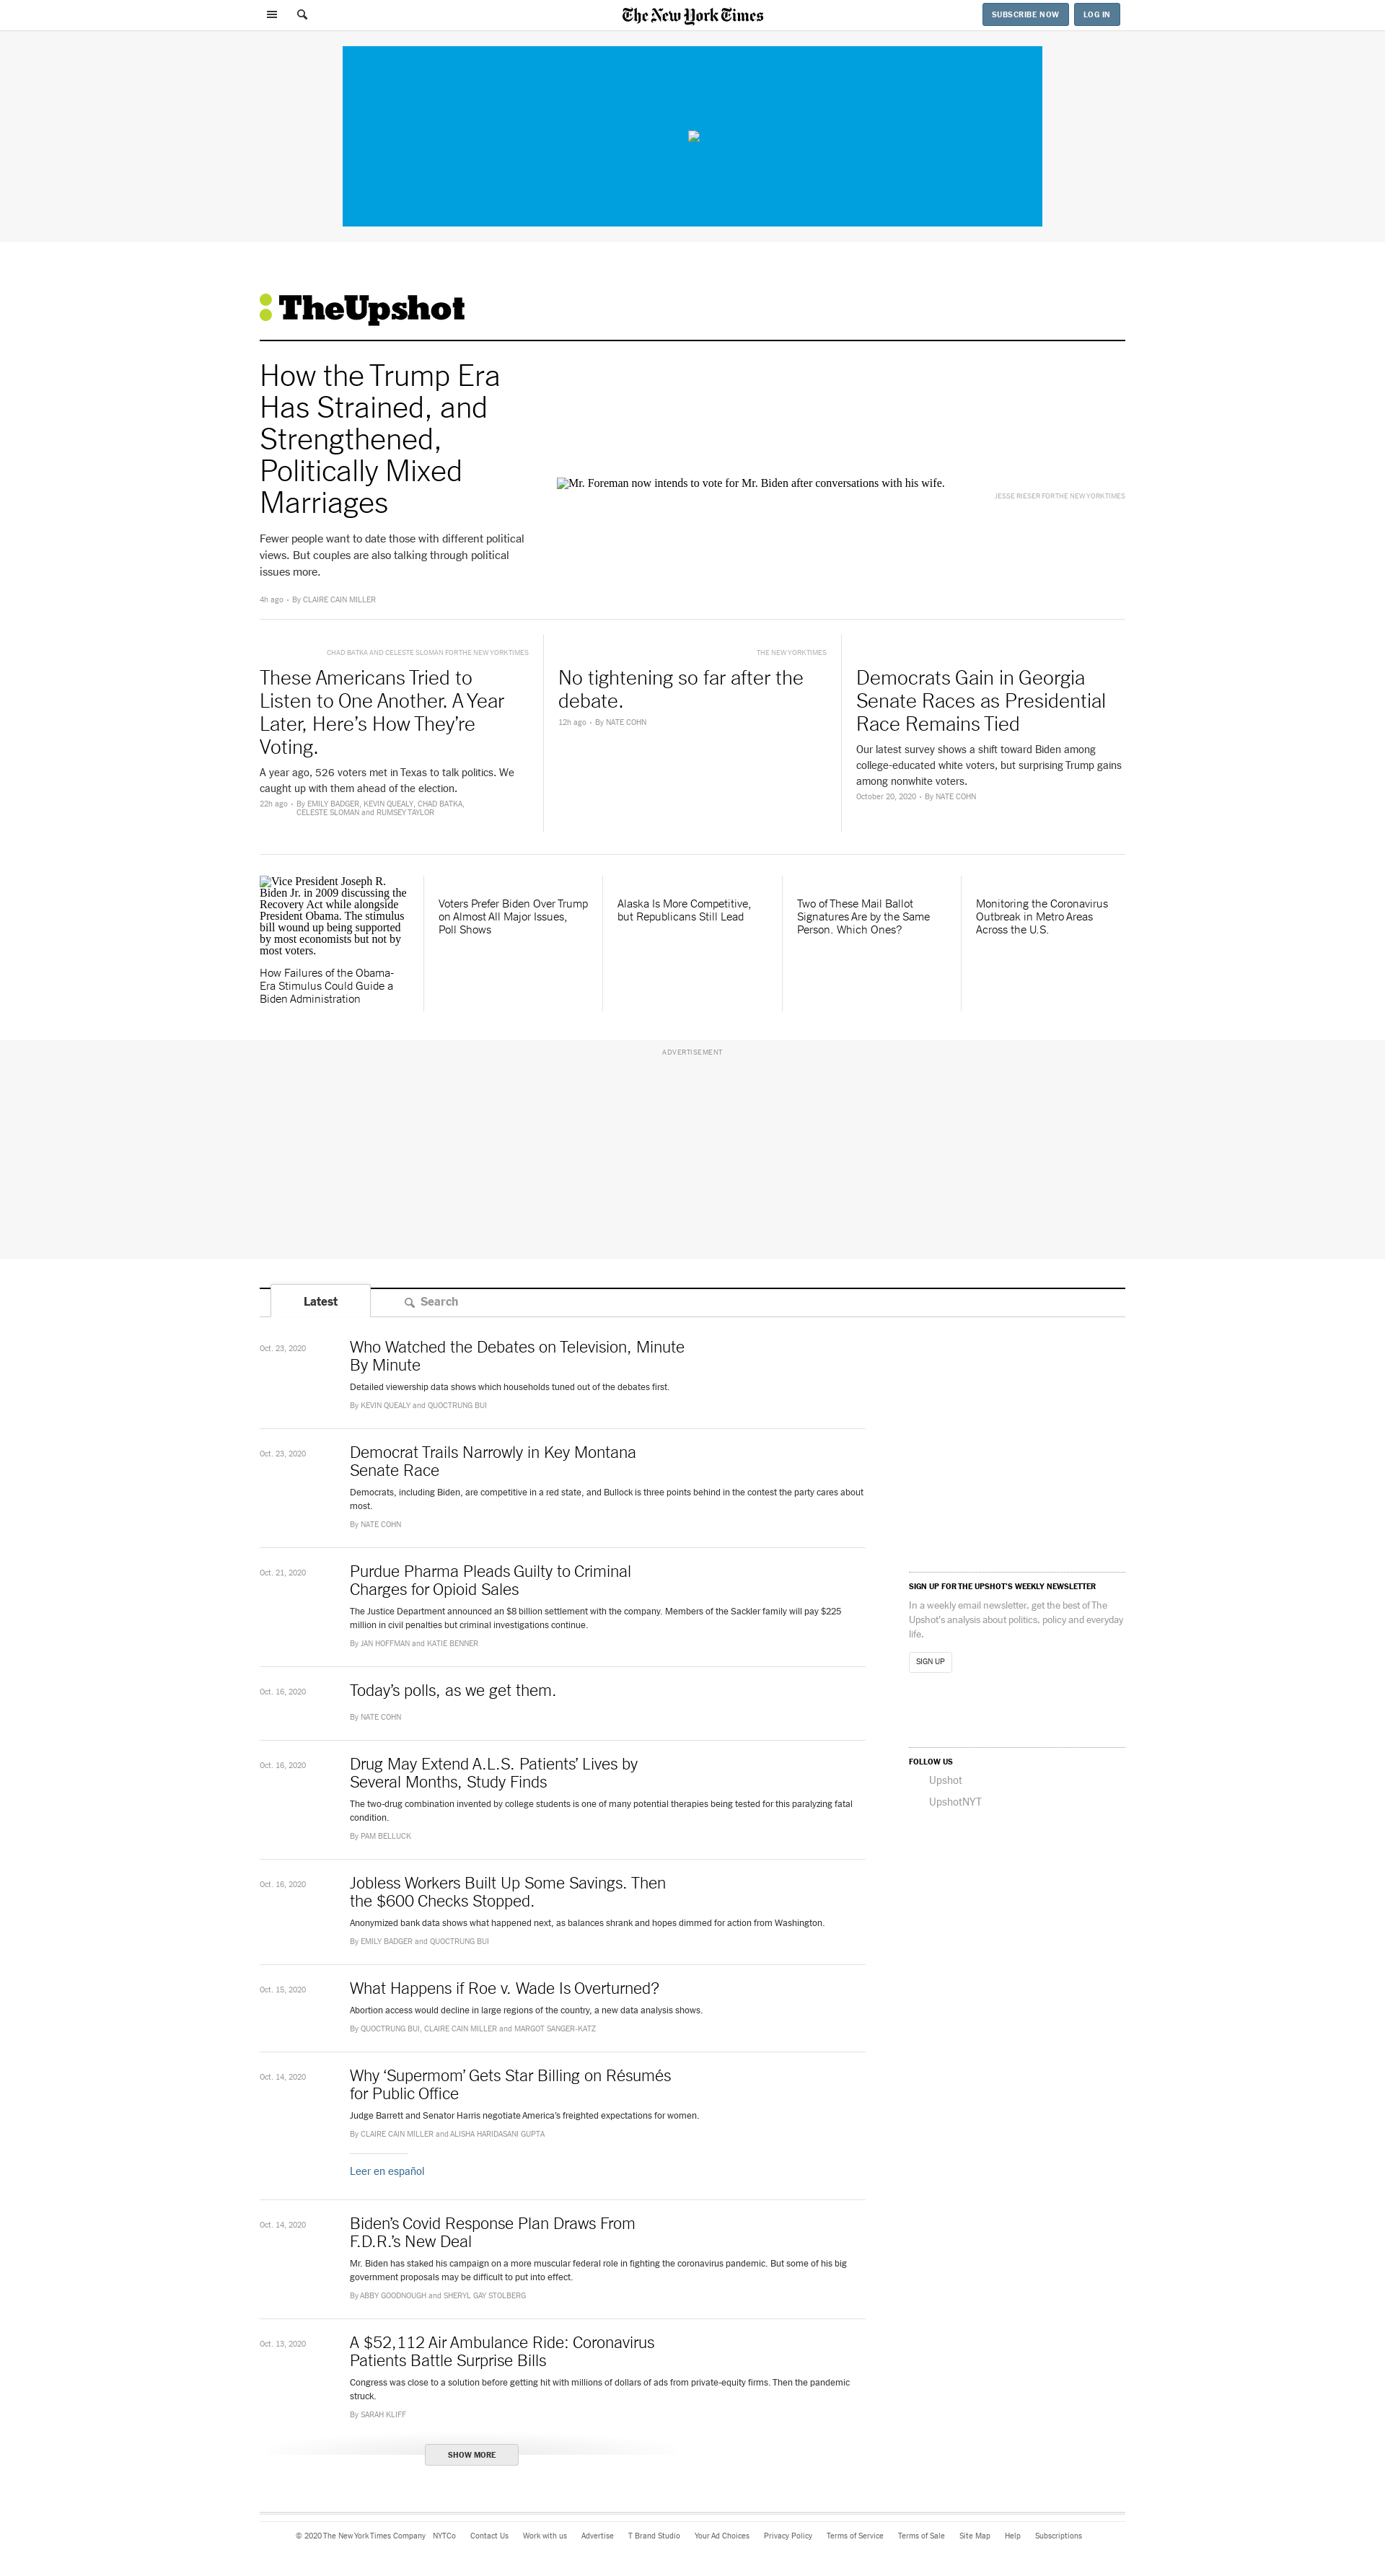 The New York Times
SUBSCRIBE NOW
LOG IN
TheUpshot
How the Trump Era
Has Strained, and
Strengthened,
Politically Mixed
Marriages
Fewer people want to date those with different political
views. But couples are also talking through political
issues more.
4h ago • By CLAIRE CAIN MILLER
Mr. Foreman now intends to vote for Mr. Biden after conversations with his wife.
JESSE RIESER FOR THE NEW YORK TIMES
CHAD BATKA AND CELESTE SLOMAN FOR THE NEW YORK TIMES
These Americans Tried to
Listen to One Another. A Year
Later, Here’s How They’re
Voting.
A year ago, 526 voters met in Texas to talk politics. We
caught up with them ahead of the election.
22h ago • By EMILY BADGER, KEVIN QUEALY, CHAD BATKA,
CELESTE SLOMAN and RUMSEY TAYLOR
THE NEW YORK TIMES
No tightening so far after the
debate.
12h ago • By NATE COHN
Democrats Gain in Georgia
Senate Races as Presidential
Race Remains Tied
Our latest survey shows a shift toward Biden among
college-educated white voters, but surprising Trump gains
among nonwhite voters.
October 20, 2020 • By NATE COHN
Vice President Joseph R.
Biden Jr. in 2009 discussing the
Recovery Act while alongside
President Obama. The stimulus
bill wound up being supported
by most economists but not by
most voters.
How Failures of the Obama-
Era Stimulus Could Guide a
Biden Administration
Voters Prefer Biden Over Trump
on Almost All Major Issues,
Poll Shows
Alaska Is More Competitive,
but Republicans Still Lead
Two of These Mail Ballot
Signatures Are by the Same
Person. Which Ones?
Monitoring the Coronavirus
Outbreak in Metro Areas
Across the U.S.
ADVERTISEMENT
Latest
Search
Oct. 23, 2020
Who Watched the Debates on Television, Minute
By Minute
Detailed viewership data shows which households tuned out of the debates first.
By KEVIN QUEALY and QUOCTRUNG BUI
Oct. 23, 2020
Democrat Trails Narrowly in Key Montana
Senate Race
Democrats, including Biden, are competitive in a red state, and Bullock is three points behind in the contest the party cares about
most.
By NATE COHN
Oct. 21, 2020
Purdue Pharma Pleads Guilty to Criminal
Charges for Opioid Sales
The Justice Department announced an $8 billion settlement with the company. Members of the Sackler family will pay $225
million in civil penalties but criminal investigations continue.
By JAN HOFFMAN and KATIE BENNER
Oct. 16, 2020
Today’s polls, as we get them.
By NATE COHN
Oct. 16, 2020
Drug May Extend A.L.S. Patients’ Lives by
Several Months, Study Finds
The two-drug combination invented by college students is one of many potential therapies being tested for this paralyzing fatal
condition.
By PAM BELLUCK
Oct. 16, 2020
Jobless Workers Built Up Some Savings. Then
the $600 Checks Stopped.
Anonymized bank data shows what happened next, as balances shrank and hopes dimmed for action from Washington.
By EMILY BADGER and QUOCTRUNG BUI
Oct. 15, 2020
What Happens if Roe v. Wade Is Overturned?
Abortion access would decline in large regions of the country, a new data analysis shows.
By QUOCTRUNG BUI, CLAIRE CAIN MILLER and MARGOT SANGER-KATZ
Oct. 14, 2020
Why ‘Supermom’ Gets Star Billing on Résumés
for Public Office
Judge Barrett and Senator Harris negotiate America’s freighted expectations for women.
By CLAIRE CAIN MILLER and ALISHA HARIDASANI GUPTA
Leer en español
Oct. 14, 2020
Biden’s Covid Response Plan Draws From
F.D.R.’s New Deal
Mr. Biden has staked his campaign on a more muscular federal role in fighting the coronavirus pandemic. But some of his big
government proposals may be difficult to put into effect.
By ABBY GOODNOUGH and SHERYL GAY STOLBERG
Oct. 13, 2020
A $52,112 Air Ambulance Ride: Coronavirus
Patients Battle Surprise Bills
Congress was close to a solution before getting hit with millions of dollars of ads from private-equity firms. Then the pandemic
struck.
By SARAH KLIFF
SHOW MORE
SIGN UP FOR THE UPSHOT’S WEEKLY NEWSLETTER
In a weekly email newsletter, get the best of The
Upshot’s analysis about politics, policy and everyday
life.
SIGN UP
FOLLOW US
Upshot
UpshotNYT
© 2020 The New York Times Company NYTCo Contact Us Work with us Advertise T Brand Studio Your Ad Choices Privacy Policy Terms of Service Terms of Sale Site Map Help Subscriptions